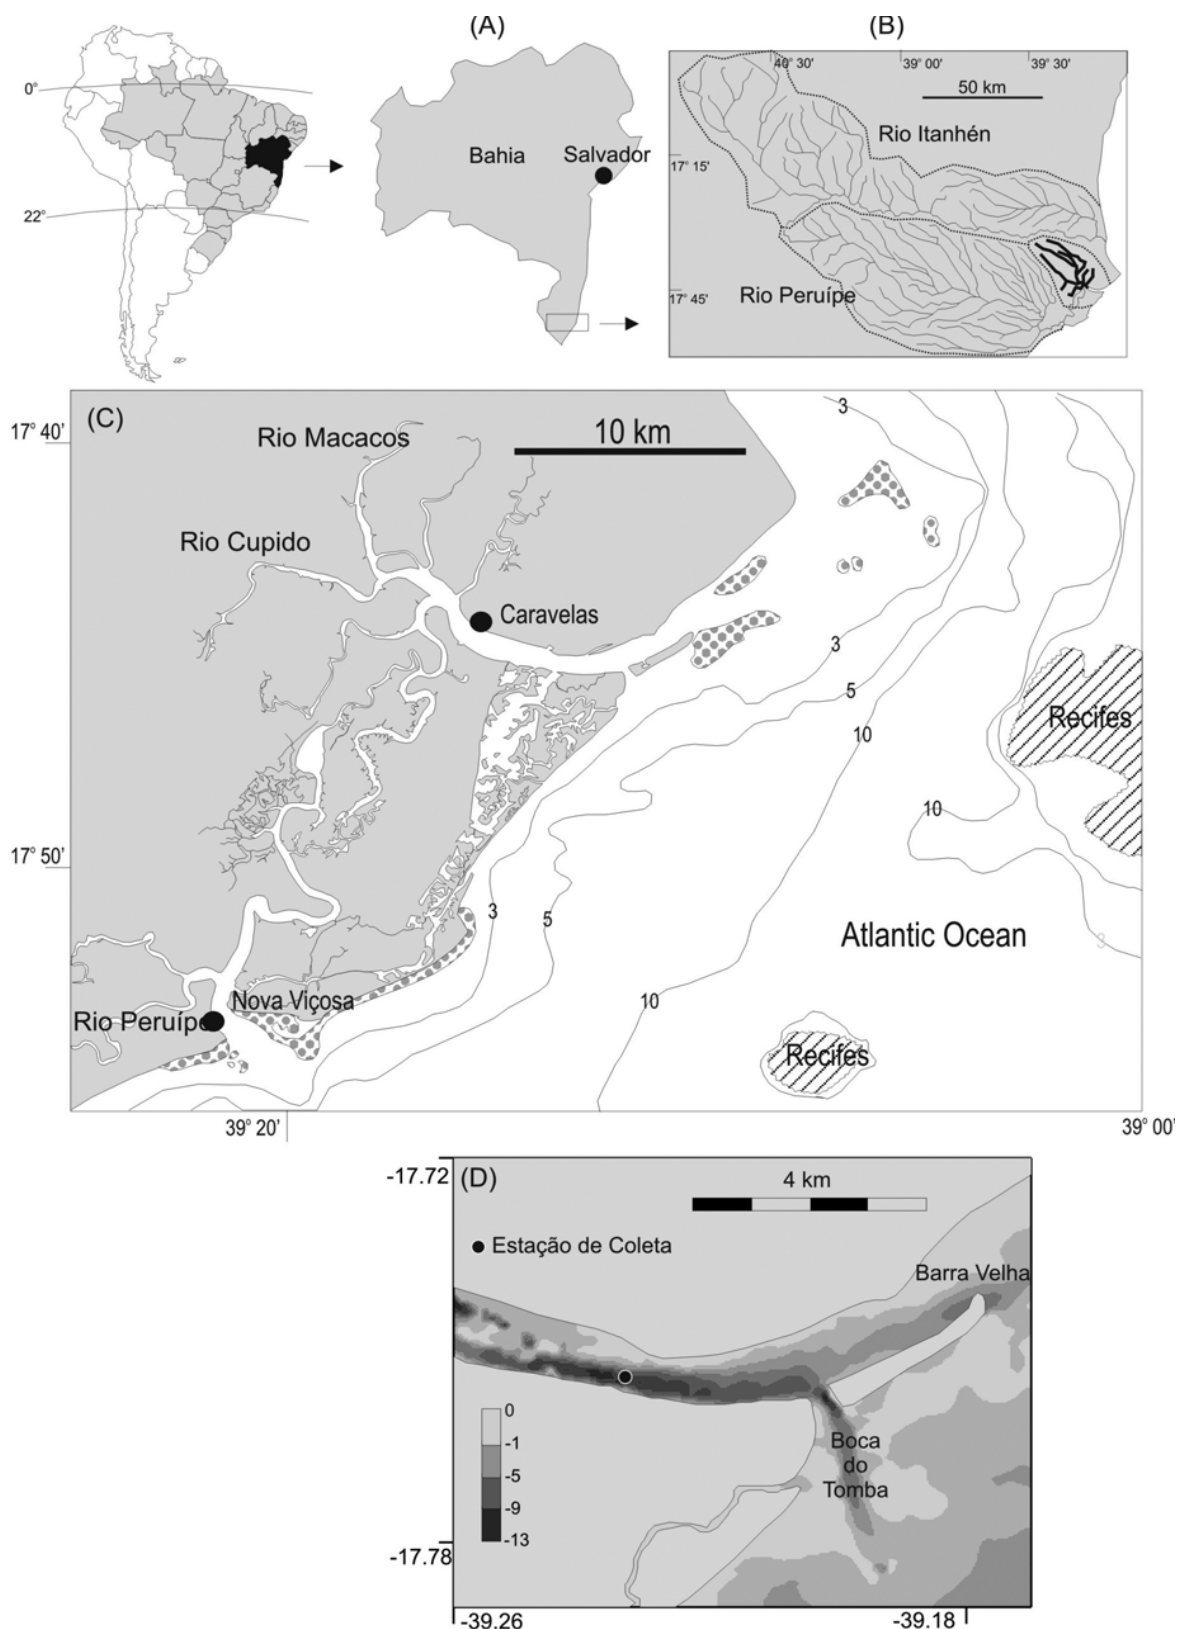 (A)
(B)
0°
22°
Bahia
Salvador
40° 30'
39° 00'
39° 30'
50 km
Rio Itanhén
17° 15'
17° 45'
Rio Peruípe
(C)
17° 40'
Rio Macacos
10 km
3
Rio Cupido
Caravelas
3
5
10
Recifes
10
17° 50'
3
5
Atlantic Ocean
3
10
Nova Viçosa
Rio Peruípe
Recifes
39° 20'
39° 00'
-17.72
(D)
4 km
Estação de Coleta
Barra Velha
0
-1
-5
-9
-13
Boca
do
Tomba
-17.78
-39.26
-39.18